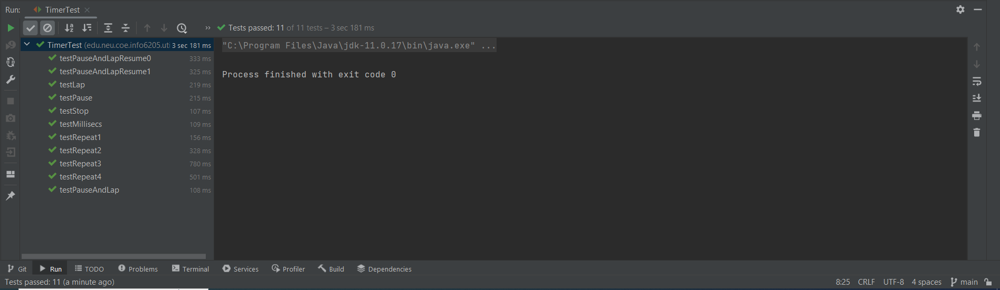 Run: TimerTest
Tests passed: 11 of 11 tests – 3 sec 181 ms
TimerTest (edu.neu.coe.info6205.uti 3 sec 181 ms
testPauseAndLapResume0 333 ms
testPauseAndLapResume1 325 ms
testLap 219 ms
testPause 215 ms
testStop 107 ms
testMillisecs 109 ms
testRepeat1 156 ms
testRepeat2 328 ms
testRepeat3 780 ms
testRepeat4 501 ms
testPauseAndLap 108 ms
"C:\Program Files\Java\jdk-11.0.17\bin\java.exe" ...
Process finished with exit code 0
Git Run TODO Problems Terminal Services Profiler Build Dependencies
Tests passed: 11 (a minute ago) 8:25 CRLF UTF-8 4 spaces main